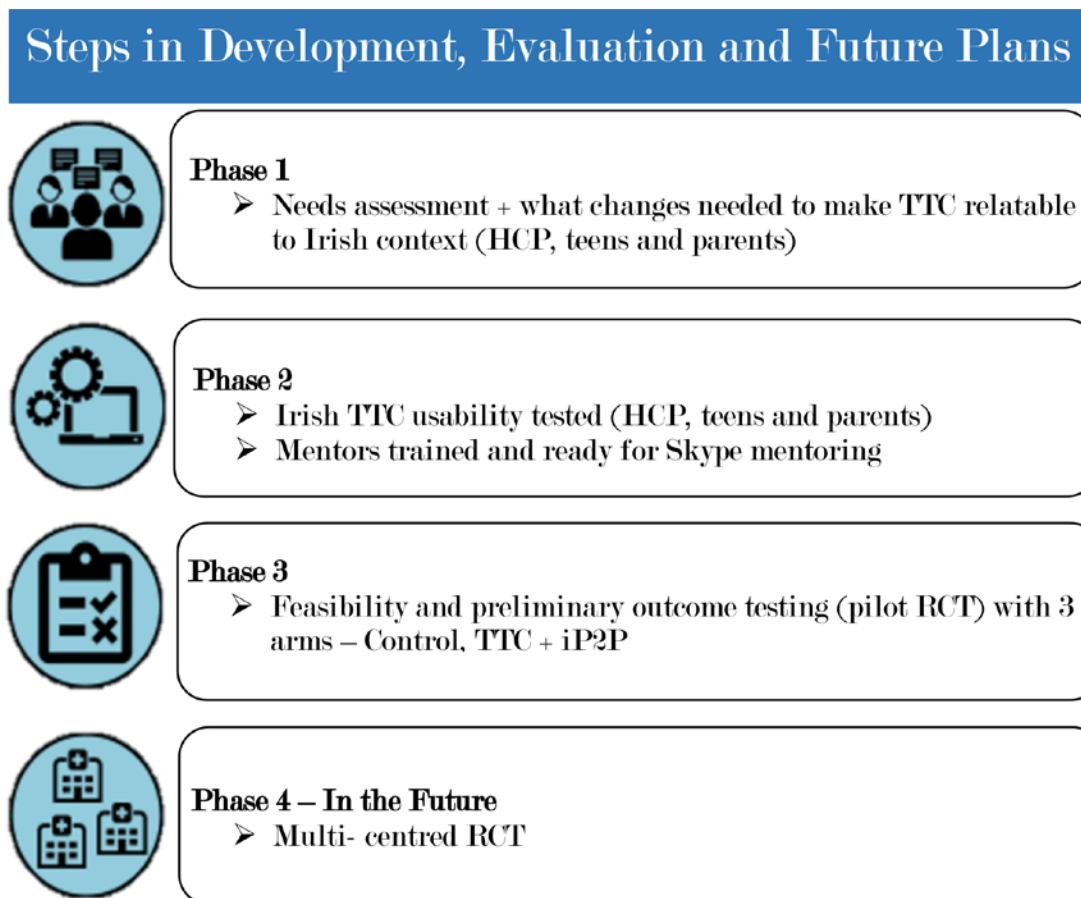 Steps in Development, Evaluation and Future Plans
Phase 1
➢ Needs assessment + what changes needed to make TTC relatable
to Irish context (HCP, teens and parents)
Phase 2
➢ Irish TTC usability tested (HCP, teens and parents)
➢ Mentors trained and ready for Skype mentoring
Phase 3
➢ Feasibility and preliminary outcome testing (pilot RCT) with 3
arms – Control, TTC + iP2P
Phase 4 – In the Future
➢ Multi- centred RCT